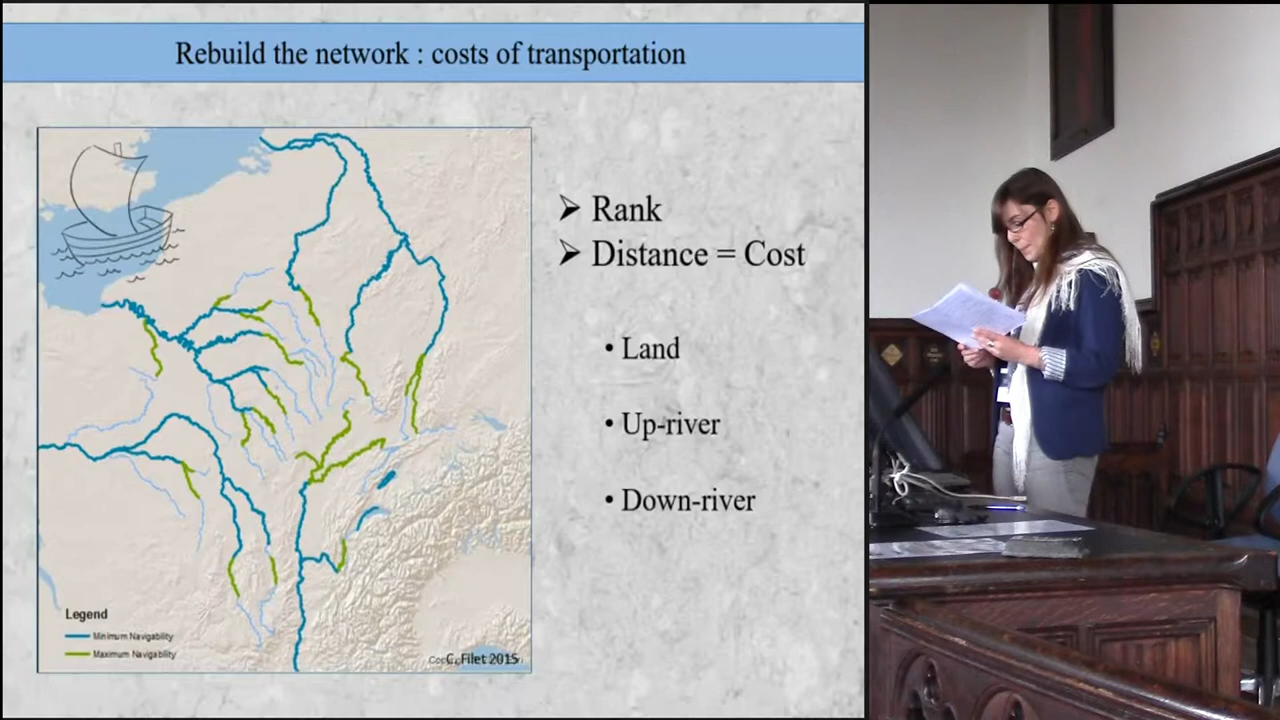 Rebuild the network : costs of transportation
➢ Rank
➢ Distance = Cost
• Land
• Up-river
• Down-river
Legend
Minimum Navigability
Maximum Navigability
C. Filet 2015